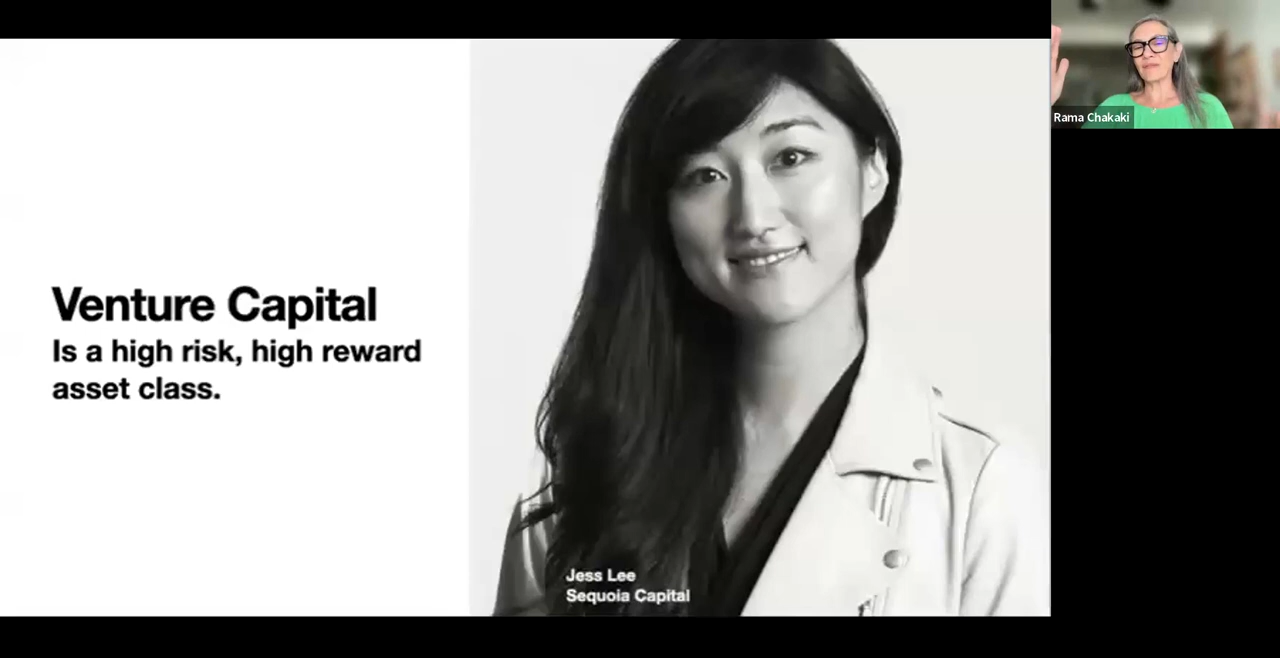 Venture Capital
Is a high risk, high reward
asset class.
Jess Lee
Sequoia Capital
Rama Chakaki